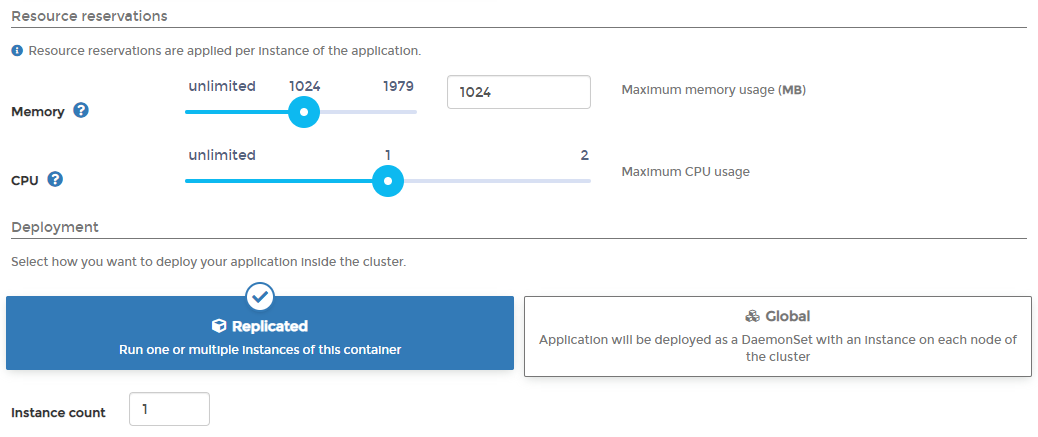 Resource reservations
Resource reservations are applied per instance of the application.
unlimited 1024 1979
Memory 1024 Maximum memory usage (MB)
unlimited 1 2
CPU Maximum CPU usage
Deployment
Select how you want to deploy your application inside the cluster.
Replicated
Run one or multiple instances of this container
Global
Application will be deployed as a DaemonSet with an instance on each node of
the cluster
Instance count 1